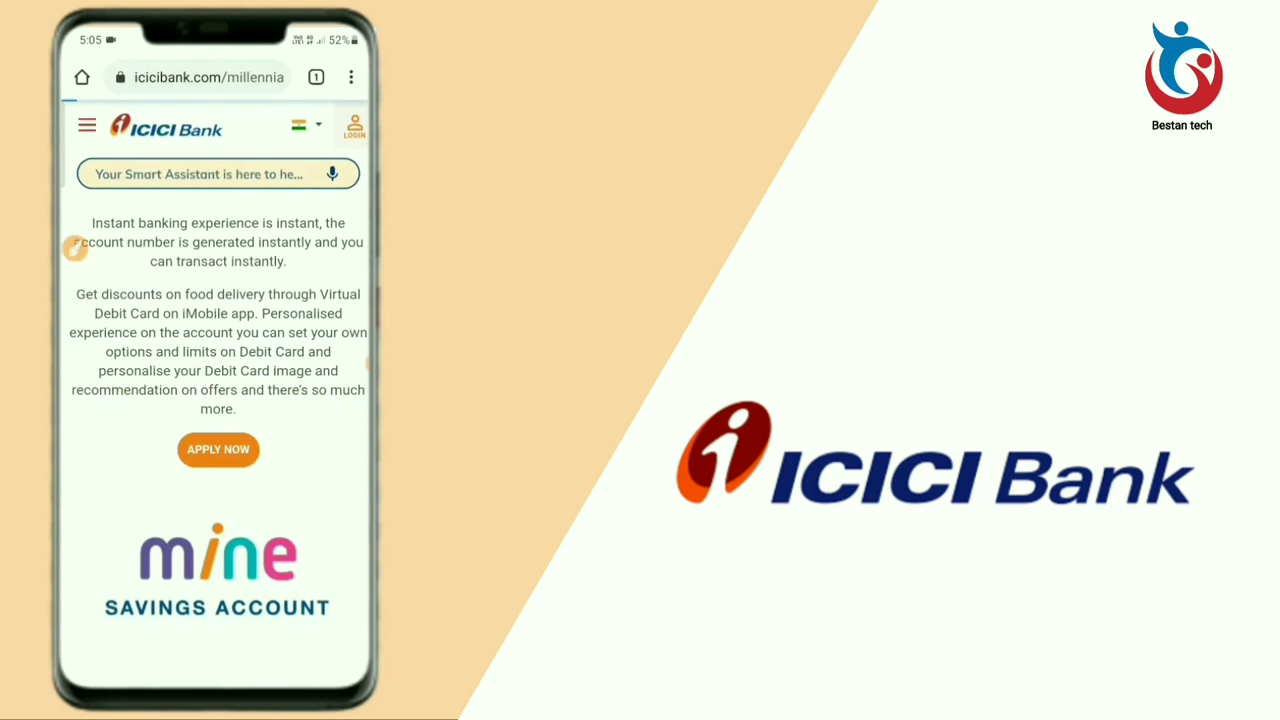 5:05
52%
icicibank.com/millennia
1
ICICI Bank
LOGIN
Your Smart Assistant is here to he...
Instant banking experience is instant, the
account number is generated instantly and you
can transact instantly.
Get discounts on food delivery through Virtual
Debit Card on iMobile app. Personalised
experience on the account you can set your own
options and limits on Debit Card and
personalise your Debit Card image and
recommendation on offers and there's so much
more.
APPLY NOW
mine
SAVINGS ACCOUNT
Bestan tech
ICICI Bank